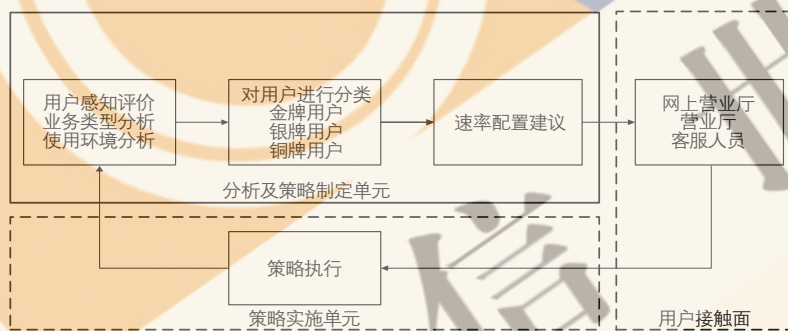 用户感知评价
业务类型分析
使用环境分析
对用户进行分类
金牌用户
银牌用户
铜牌用户
速率配置建议
网上营业厅
营业厅
客服人员
分析及策略制定单元
策略执行
策略实施单元
用户接触面
信